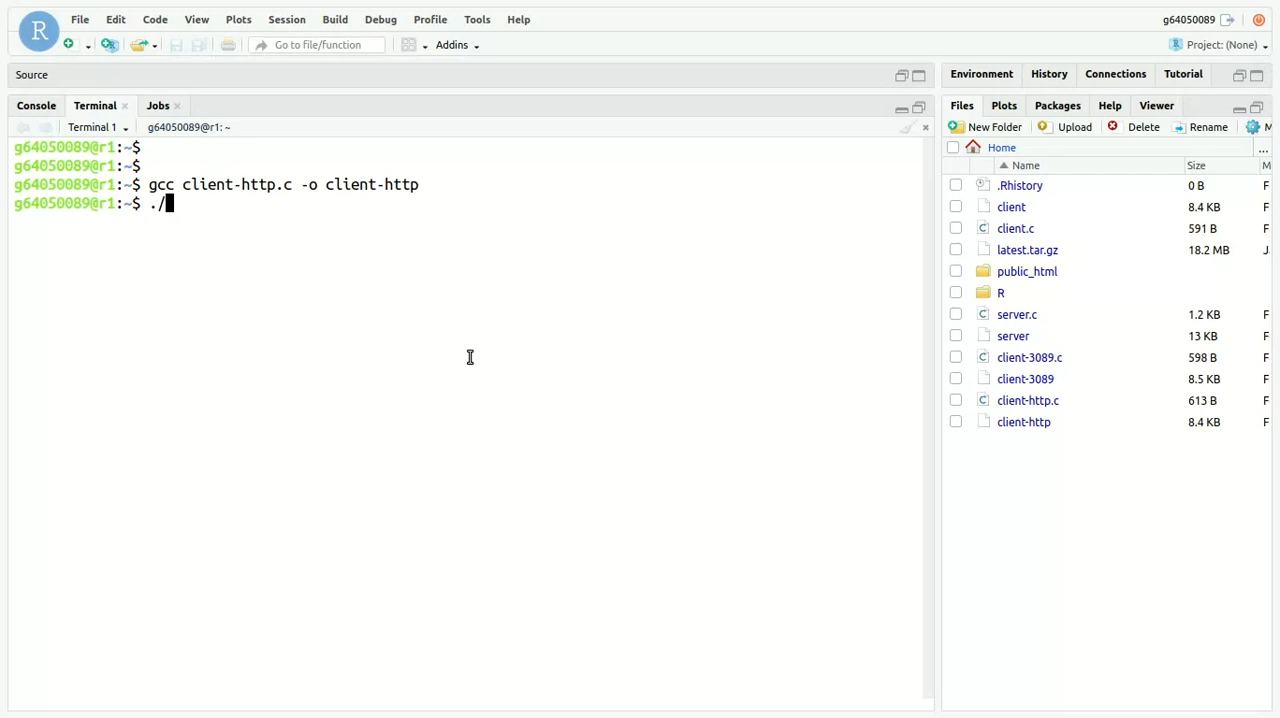 R
File Edit Code View Plots Session Build Debug Profile Tools Help
g64050089
Go to file/function
Addins
Project: (None)
Source
Console Terminal Jobs
Terminal 1 g64050089@r1: ~
g64050089@r1:~$
g64050089@r1:~$
g64050089@r1:~$ gcc client-http.c -o client-http
g64050089@r1:~$ ./
Environment History Connections Tutorial
Files Plots Packages Help Viewer
New Folder Upload Delete Rename M
Home ...
Name Size M
.Rhistory 0 B F
client 8.4 KB F
client.c 591 B F
latest.tar.gz 18.2 MB J
public_html
R
server.c 1.2 KB F
server 13 KB F
client-3089.c 598 B F
client-3089 8.5 KB F
client-http.c 613 B F
client-http 8.4 KB F